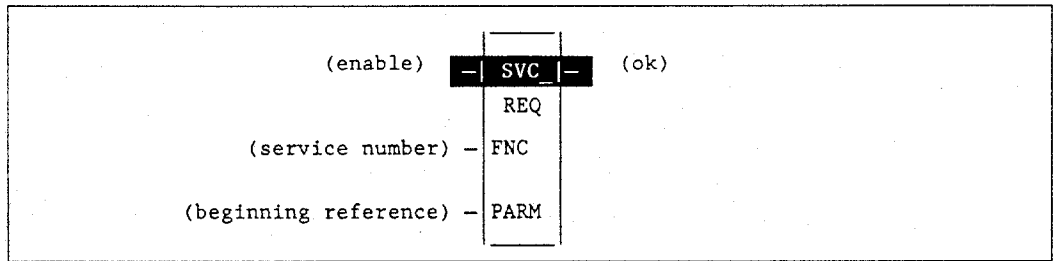 (enable) –| SVC_ |– (ok)
REQ
(service number) – FNC
(beginning reference) – PARM